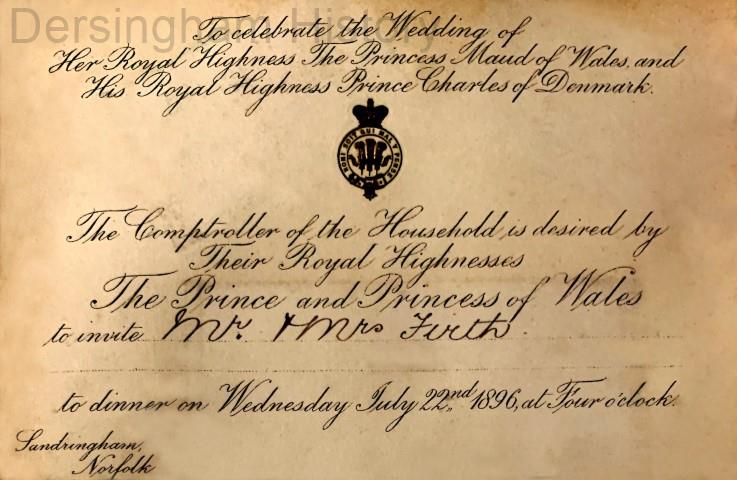 Dersingham History
To celebrate the Wedding of
Her Royal Highness The Princess Maud of Wales, and
His Royal Highness Prince Charles of Denmark.
HONI SOIT QUI MAL Y PENSE
The Comptroller of the Household is desired by
Their Royal Highnesses
The Prince and Princess of Wales
to invite Mr. & Mrs Firth
to dinner on Wednesday July 22nd 1896, at Four o'clock.
Sandringham,
Norfolk